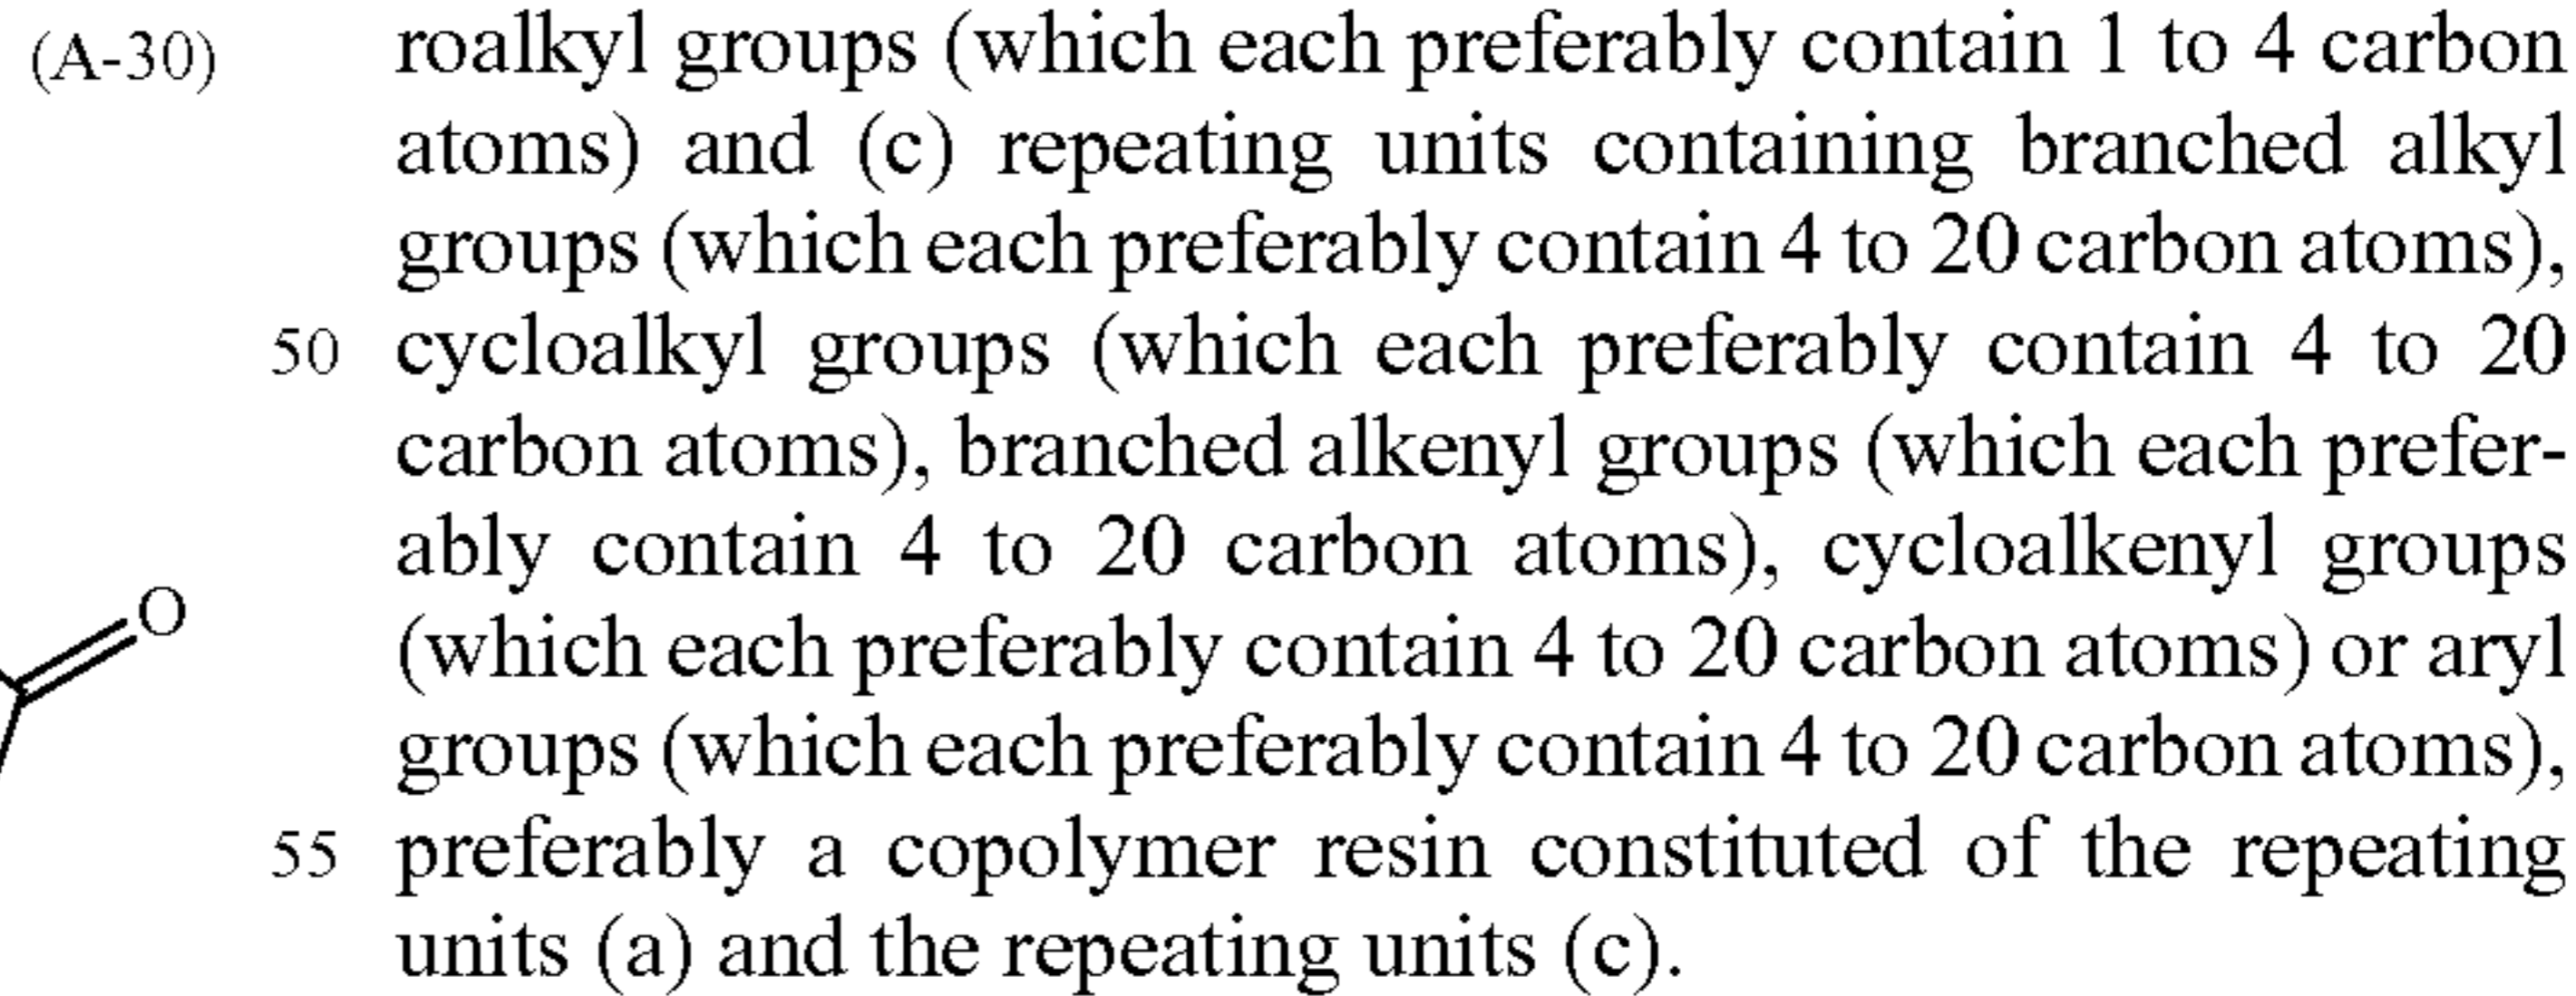 (A-30)
roalkyl groups (which each preferably contain 1 to 4 carbon
atoms) and (c) repeating units containing branched alkyl
groups (which each preferably contain 4 to 20 carbon atoms),
50 cycloalkyl groups (which each preferably contain 4 to 20
carbon atoms), branched alkenyl groups (which each prefer-
ably contain 4 to 20 carbon atoms), cycloalkenyl groups
O
(which each preferably contain 4 to 20 carbon atoms) or aryl
groups (which each preferably contain 4 to 20 carbon atoms),
55 preferably a copolymer resin constituted of the repeating
units (a) and the repeating units (c).